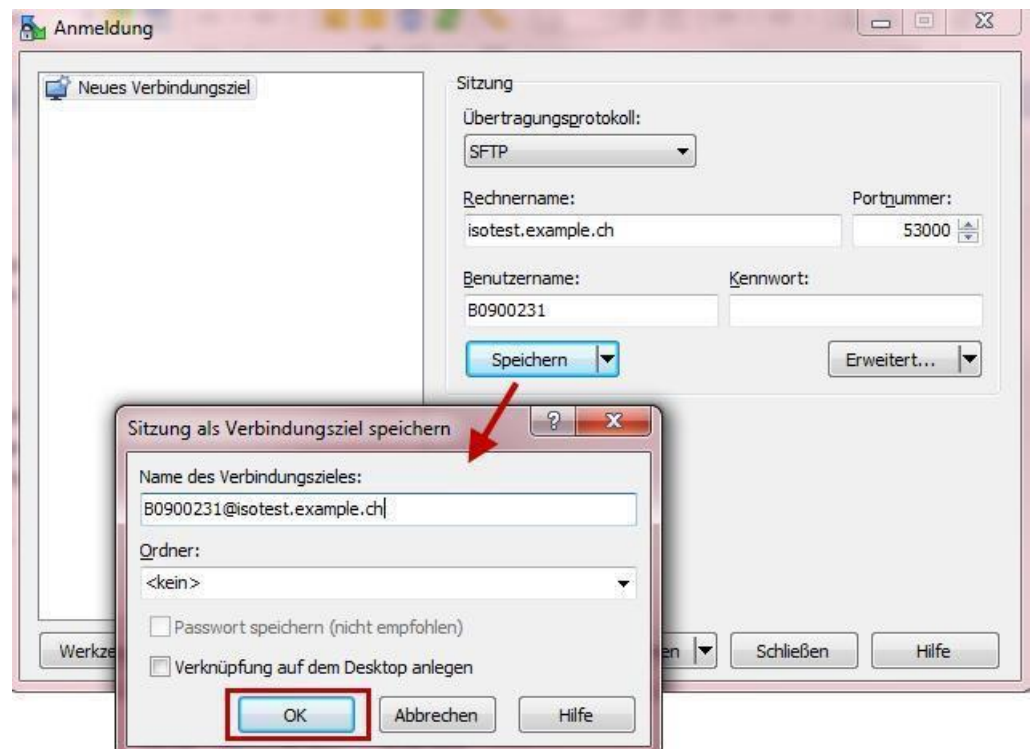 Anmeldung
Neues Verbindungsziel
Sitzung
Übertragungsprotokoll:
SFTP
Rechnername:
Portnummer:
isotest.example.ch
53000
Benutzername:
Kennwort:
B0900231
Speichern
Erweitert...
Sitzung als Verbindungsziel speichern
Name des Verbindungszieles:
B0900231@isotest.example.ch
Ordner:
<kein>
Passwort speichern (nicht empfohlen)
Verknüpfung auf dem Desktop anlegen
OK
Abbrechen
Hilfe
Werkze
en
Schließen
Hilfe